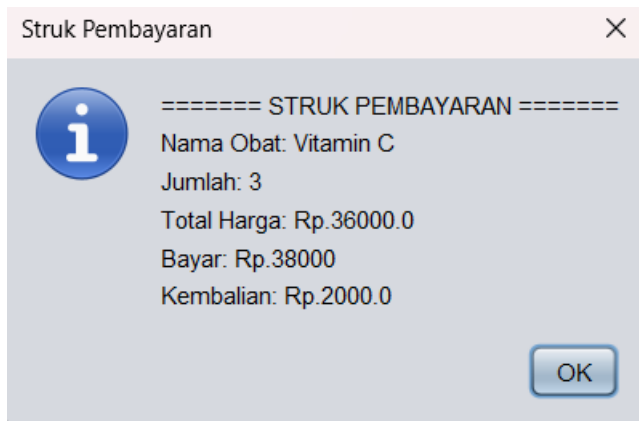 Struk Pembayaran
======= STRUK PEMBAYARAN =======
Nama Obat: Vitamin C
Jumlah: 3
Total Harga: Rp.36000.0
Bayar: Rp.38000
Kembalian: Rp.2000.0
OK